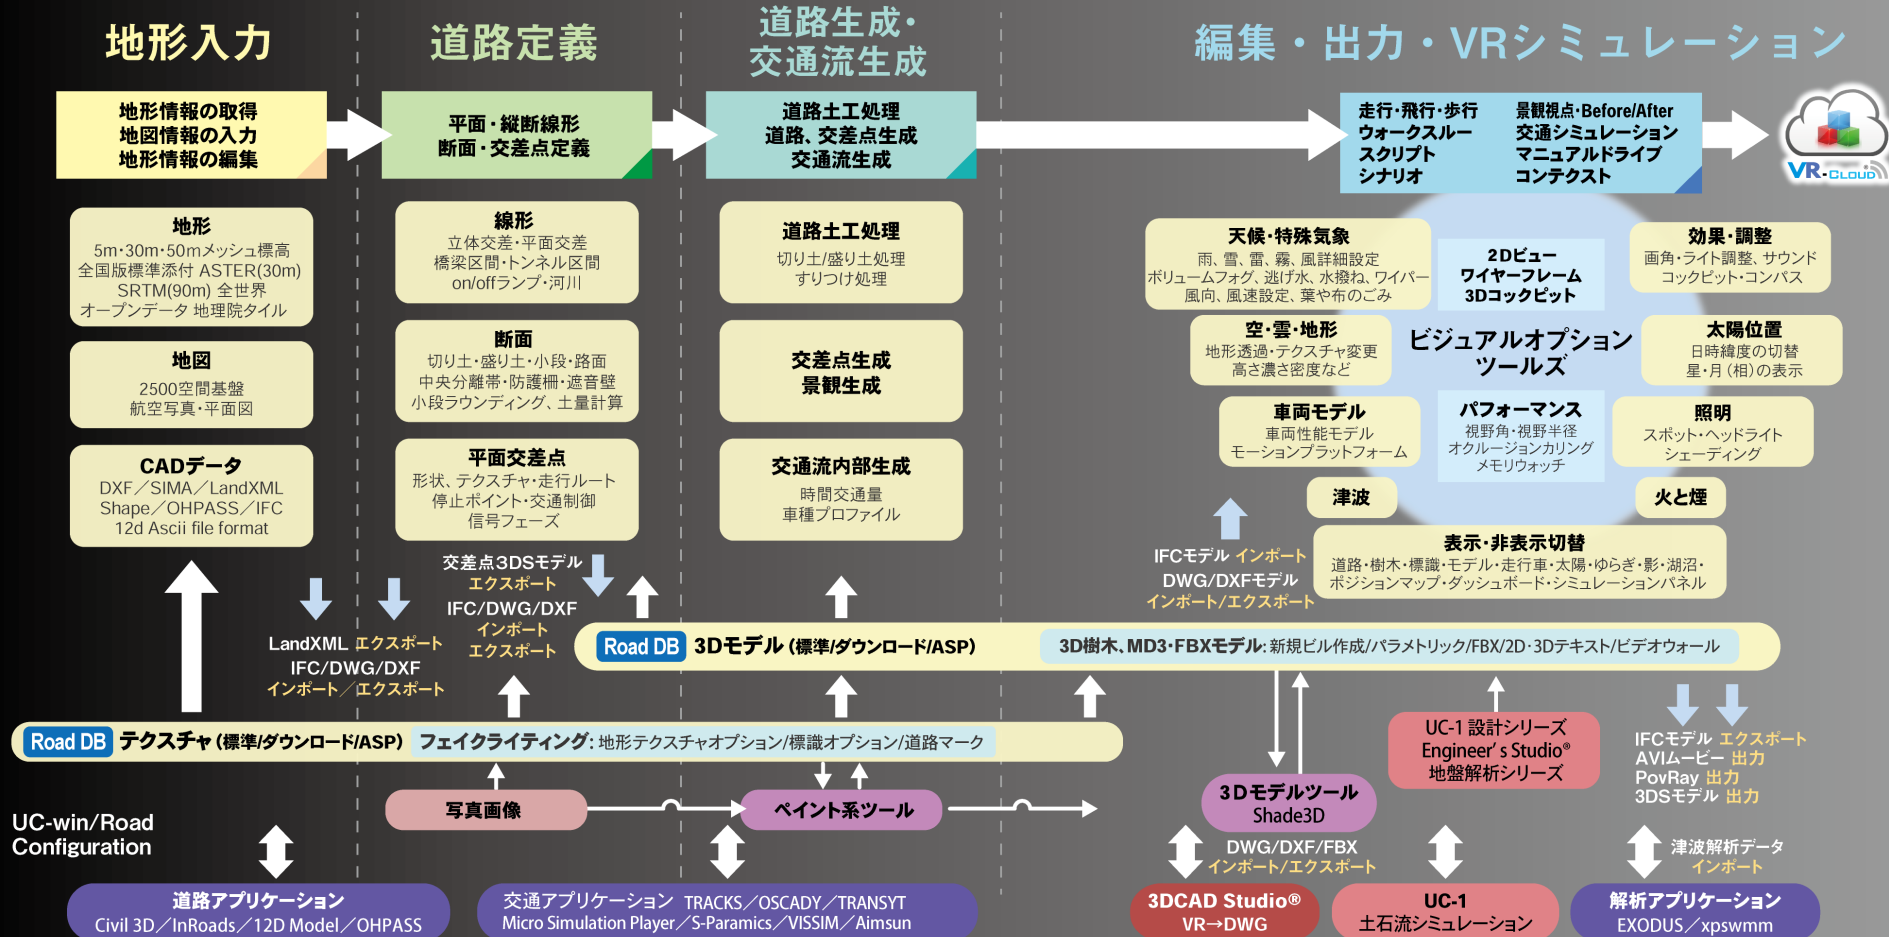 地形入力
道路定義
道路生成・
交通流生成
編集・出力・VRシミュレーション
地形情報の取得
地図情報の入力
地形情報の編集
平面・縦断線形
断面・交差点定義
道路土工処理
道路、交差点生成
交通流生成
走行・飛行・歩行
ウォークスルー
スクリプト
シナリオ
景観視点・Before/After
交通シミュレーション
マニュアルドライブ
コンテクスト
VR-CLOUD
地形
5m・30m・50mメッシュ標高
全国版標準添付 ASTER(30m)
SRTM(90m) 全世界
オープンデータ 地理院タイル
地図
2500空間基盤
航空写真・平面図
CADデータ
DXF／SIMA／LandXML
Shape／OHPASS／IFC
12d Ascii file format
線形
立体交差・平面交差
橋梁区間・トンネル区間
on/offランプ・河川
断面
切り土・盛り土・小段・路面
中央分離帯・防護柵・遮音壁
小段ラウンディング、土量計算
平面交差点
形状、テクスチャ・走行ルート
停止ポイント・交通制御
信号フェーズ
道路土工処理
切り土/盛り土処理
すりつけ処理
交差点生成
景観生成
交通流内部生成
時間交通量
車種プロファイル
天候・特殊気象
雨、雪、雷、霧、風詳細設定
ボリュームフォグ、逃げ水、水撥ね、ワイパー
風向、風速設定、葉や布のごみ
2Dビュー
ワイヤーフレーム
3Dコックピット
効果・調整
画角・ライト調整、サウンド
コックピット・コンパス
空・雲・地形
地形透過・テクスチャ変更
高さ濃さ密度など
ビジュアルオプション
ツールズ
太陽位置
日時緯度の切替
星・月（相）の表示
車両モデル
車両性能モデル
モーションプラットフォーム
パフォーマンス
視野角・視野半径
オクルージョンカリング
メモリウォッチ
照明
スポット・ヘッドライト
シェーディング
津波
火と煙
表示・非表示切替
道路・樹木・標識・モデル・走行車・太陽・ゆらぎ・影・湖沼・
ポジションマップ・ダッシュボード・シミュレーションパネル
IFCモデル インポート
DWG/DXFモデル
インポート/エクスポート
交差点3DSモデル
エクスポート
IFC/DWG/DXF
インポート
エクスポート
LandXML エクスポート
IFC/DWG/DXF
インポート／エクスポート
Road DB 3Dモデル (標準/ダウンロード/ASP)
3D樹木、MD3・FBXモデル: 新規ビル作成/パラメトリック/FBX/2D・3Dテキスト/ビデオウォール
Road DB テクスチャ (標準/ダウンロード/ASP) フェイクライティング: 地形テクスチャオプション/標識オプション/道路マーク
UC-1 設計シリーズ
Engineer's Studio®
地盤解析シリーズ
IFCモデル エクスポート
AVIムービー 出力
PovRay 出力
3DSモデル 出力
写真画像
ペイント系ツール
3Dモデルツール
Shade3D
UC-win/Road
Configuration
DWG/DXF/FBX
インポート/エクスポート
津波解析データ
インポート
道路アプリケーション
Civil 3D／InRoads／12D Model／OHPASS
交通アプリケーション TRACKS／OSCADY／TRANSYT
Micro Simulation Player／S-Paramics／VISSIM／Aimsun
3DCAD Studio®
VR→DWG
UC-1
土石流シミュレーション
解析アプリケーション
EXODUS／xpswmm